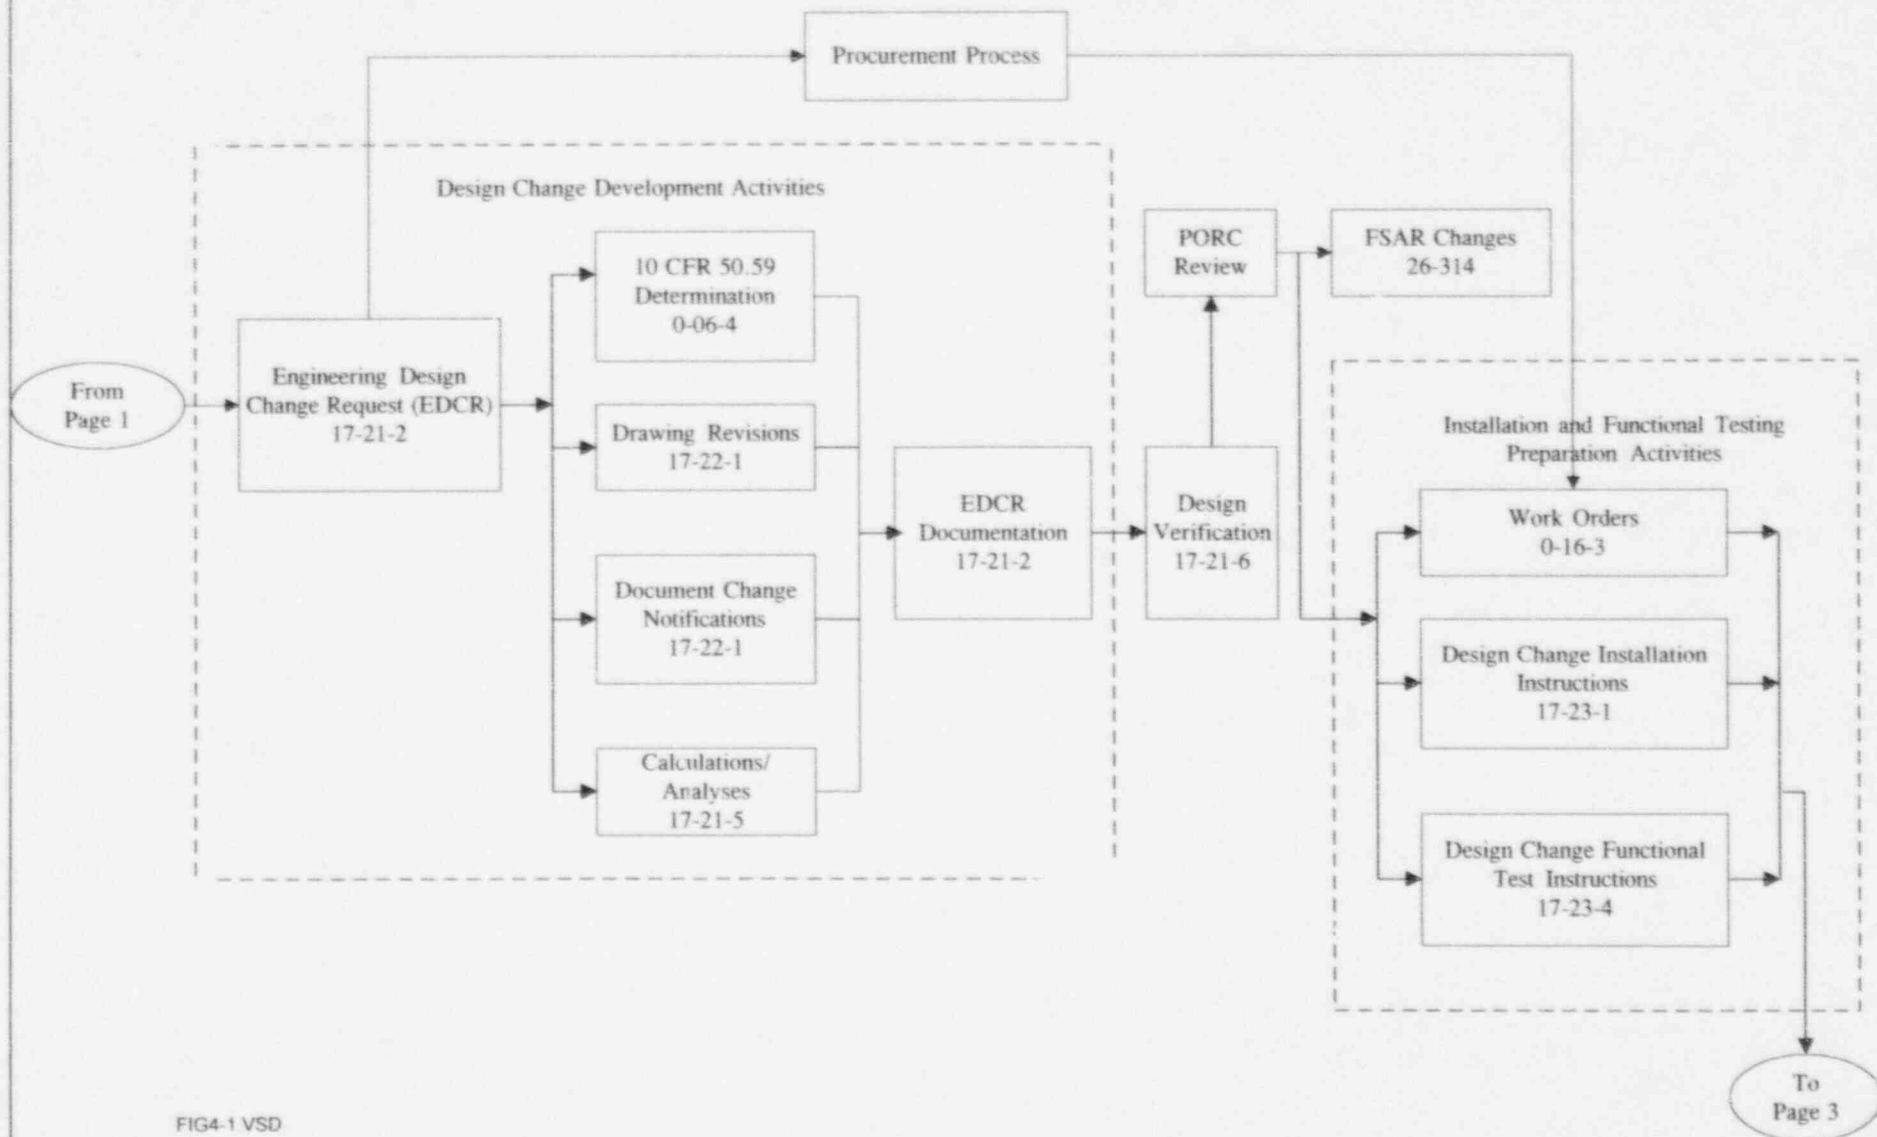 Procurement Process
Design Change Development Activities
10 CFR 50.59
Determination
0-06-4
PORC
Review
FSAR Changes
26-314
From
Page 1
Engineering Design
Change Request (EDCR)
17-21-2
Drawing Revisions
17-22-1
Document Change
Notifications
17-22-1
Calculations/
Analyses
17-21-5
EDCR
Documentation
17-21-2
Design
Verification
17-21-6
Installation and Functional Testing
Preparation Activities
Work Orders
0-16-3
Design Change Installation
Instructions
17-23-1
Design Change Functional
Test Instructions
17-23-4
To
Page 3
FIG4-1 VSD